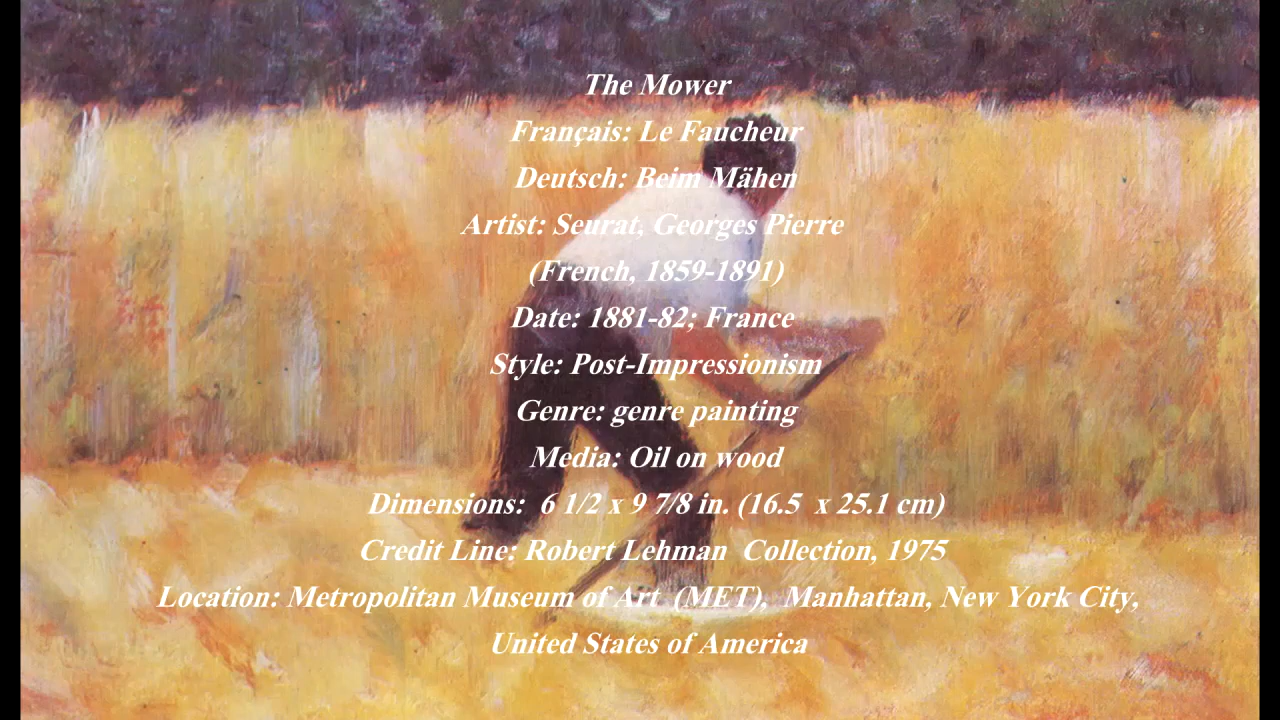 The Mower
Français: Le Faucheur
Deutsch: Beim Mähen
Artist: Seurat, Georges Pierre
(French, 1859-1891)
Date: 1881-82; France
Style: Post-Impressionism
Genre: genre painting
Media: Oil on wood
Dimensions:  6 1/2 x 9 7/8 in. (16.5  x 25.1 cm)
Credit Line: Robert Lehman  Collection, 1975
Location: Metropolitan Museum of Art  (MET),  Manhattan, New York City,
United States of America